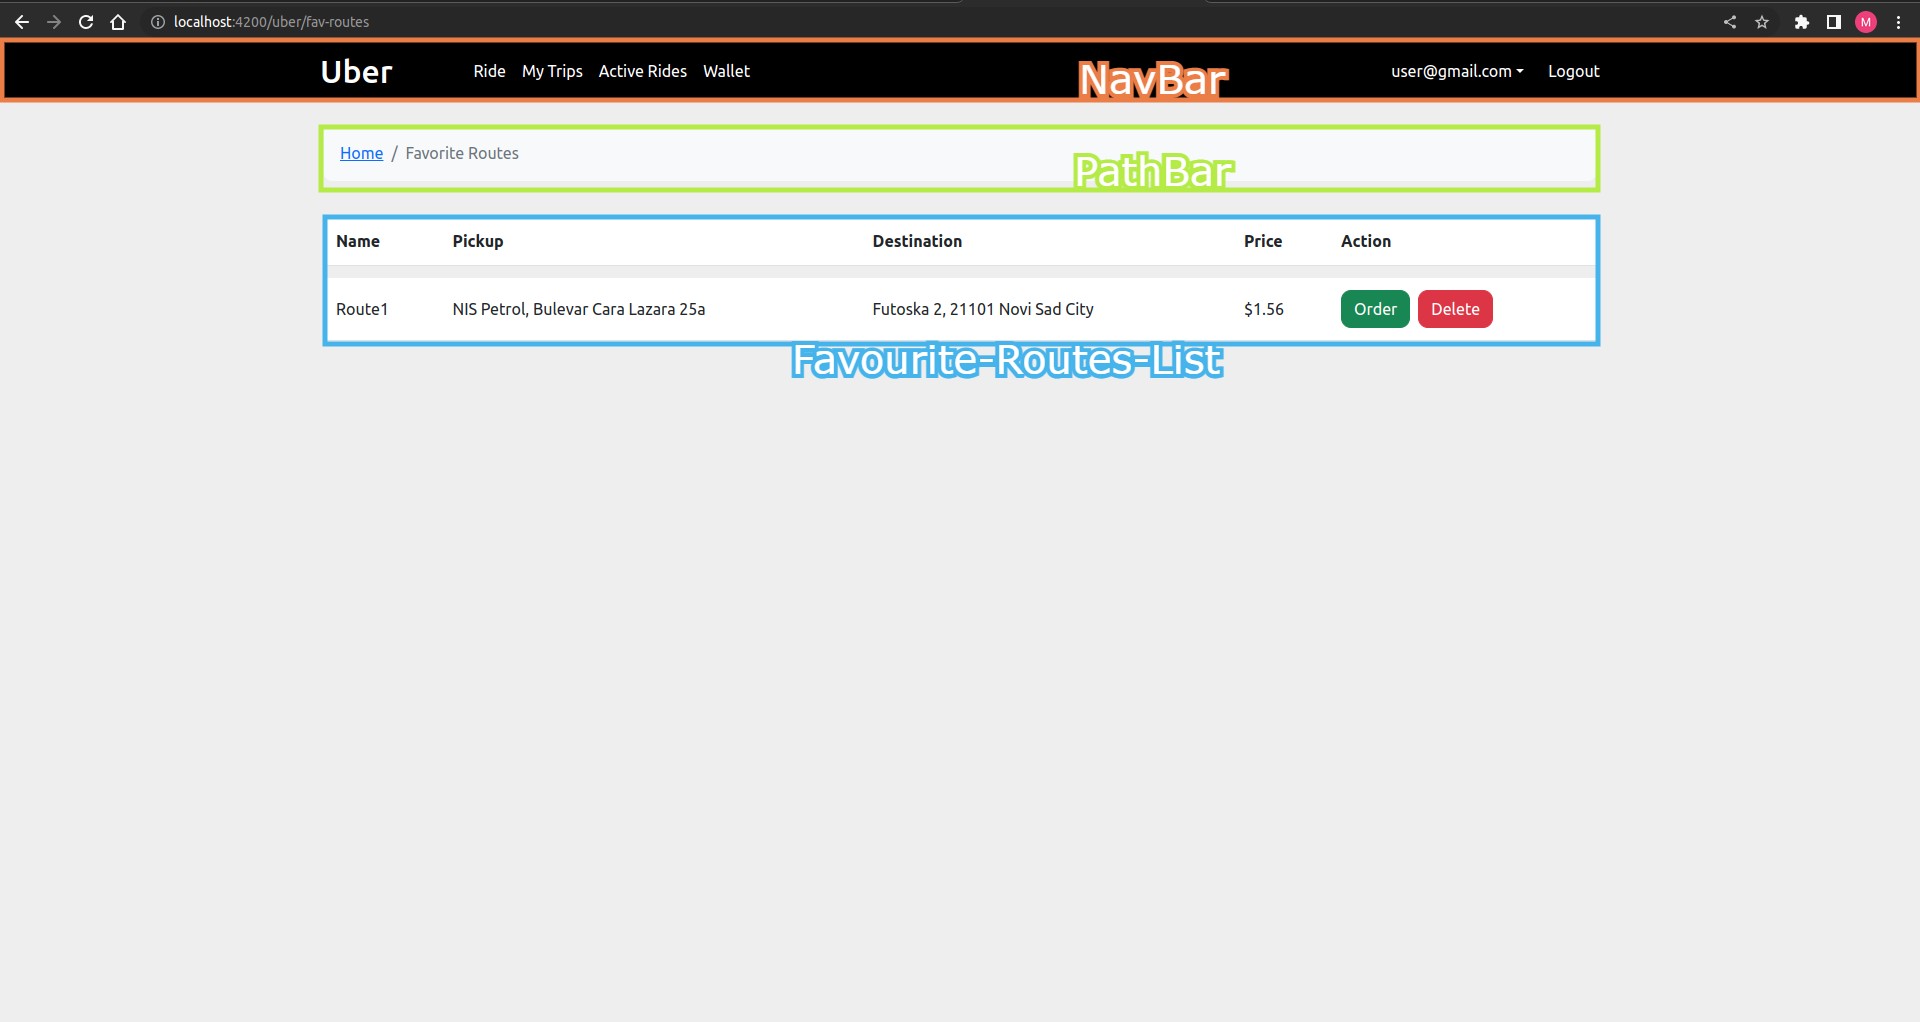 localhost:4200/uber/fav-routes
M
Uber Ride My Trips Active Rides Wallet NavBar user@gmail.com Logout
Home / Favorite Routes
PathBar
Name Pickup Destination Price Action
Route1 NIS Petrol, Bulevar Cara Lazara 25a Futoska 2, 21101 Novi Sad City $1.56 Order Delete
Favourite-Routes-List